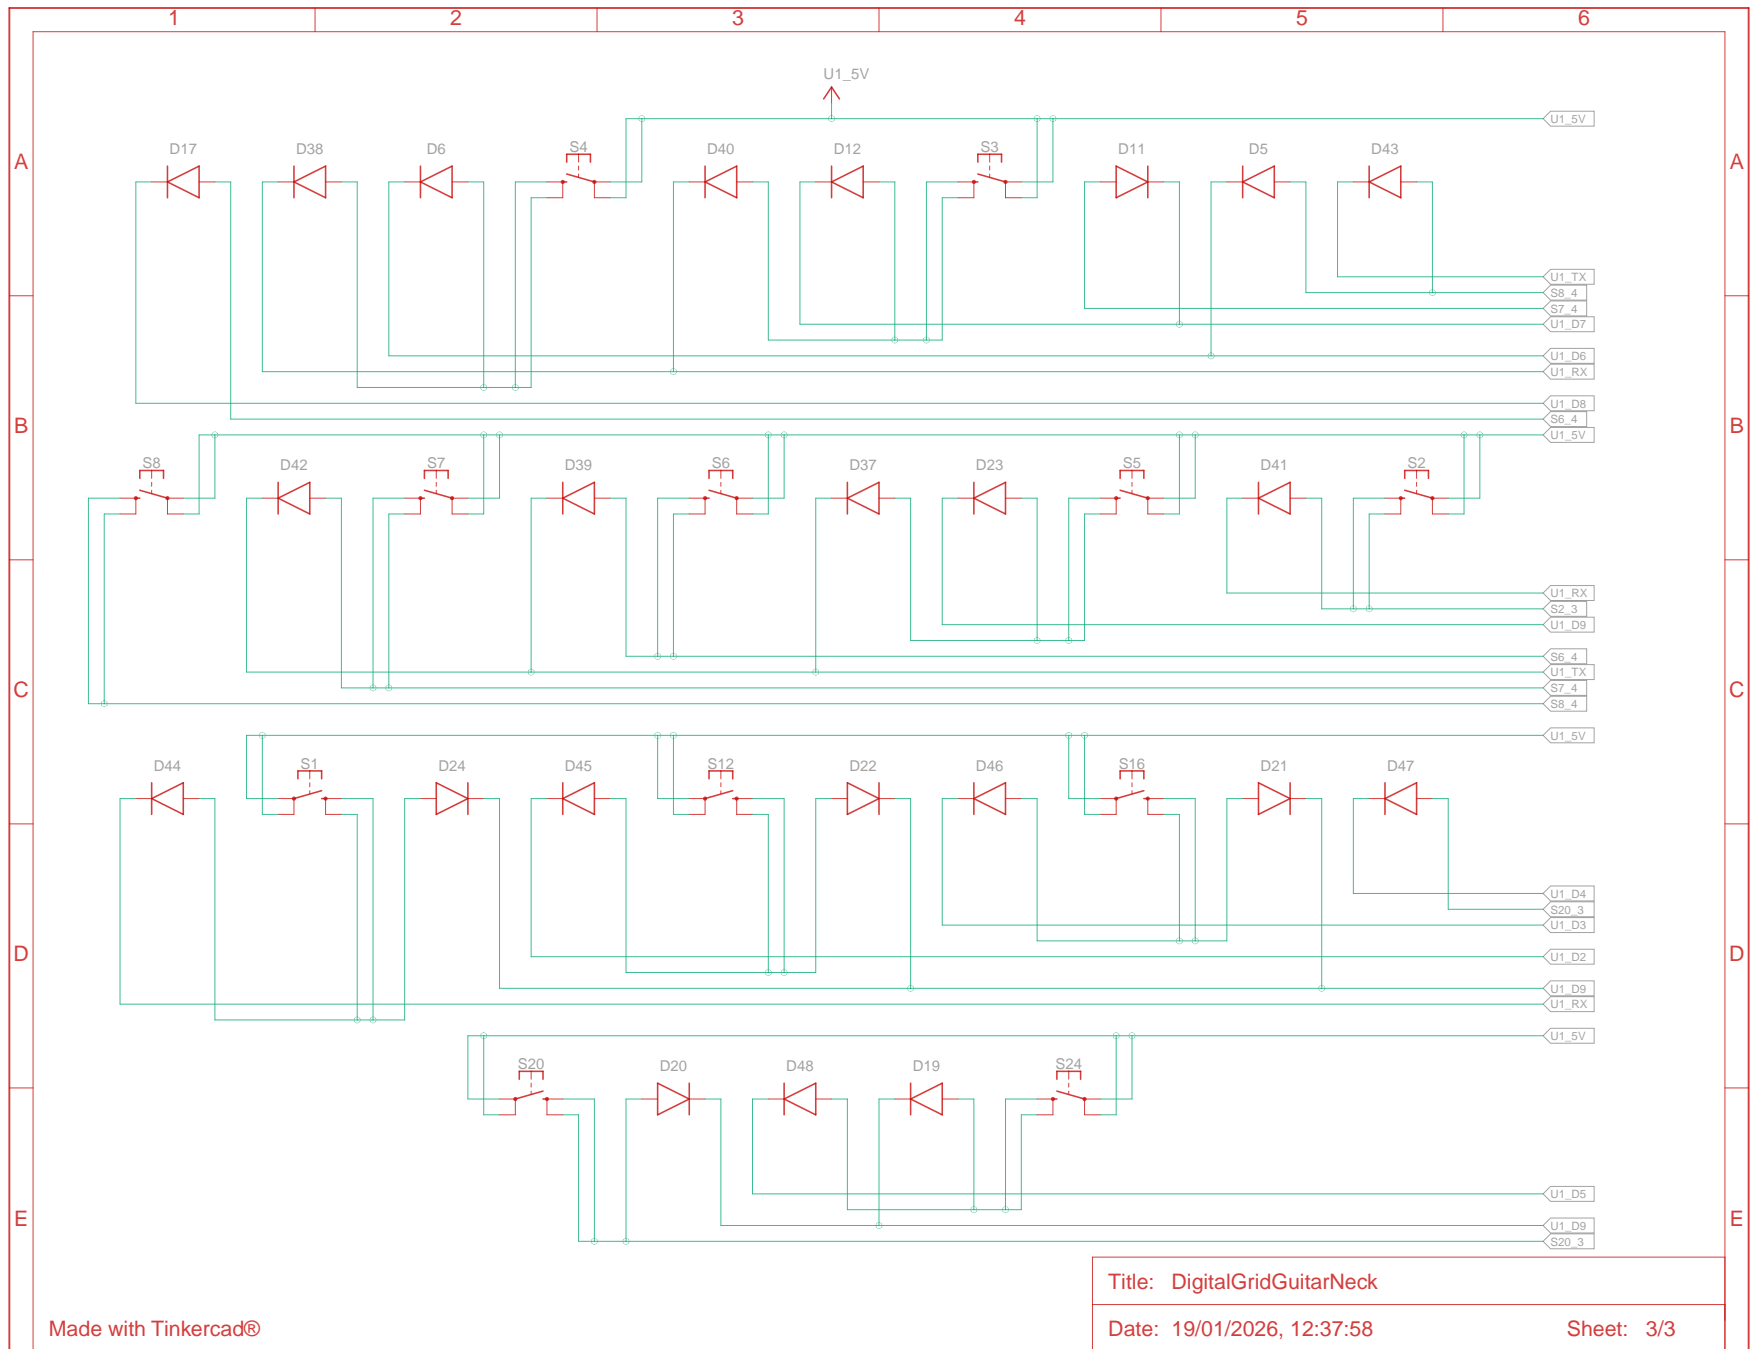 1 2 3 4 5 6
U1_5V
U1_5V
A D17 D38 D6 S4 D40 D12 S3 D11 D5 D43 A
U1_TX
S8_4
S7_4
U1_D7
U1_D6
U1_RX
U1_D8
S6_4
B B
U1_5V
S8 D42 S7 D39 S6 D37 D23 S5 D41 S2
U1_RX
S2_3
U1_D9
S6_4
U1_TX
S7_4
C C
S8_4
U1_5V
D44 S1 D24 D45 S12 D22 D46 S16 D21 D47
U1_D4
S20_3
U1_D3
D D
U1_D2
U1_D9
U1_RX
U1_5V
S20 D20 D48 D19 S24
U1_D5
E E
U1_D9
S20_3
Title: DigitalGridGuitarNeck
Made with Tinkercad® Date: 19/01/2026, 12:37:58 Sheet: 3/3